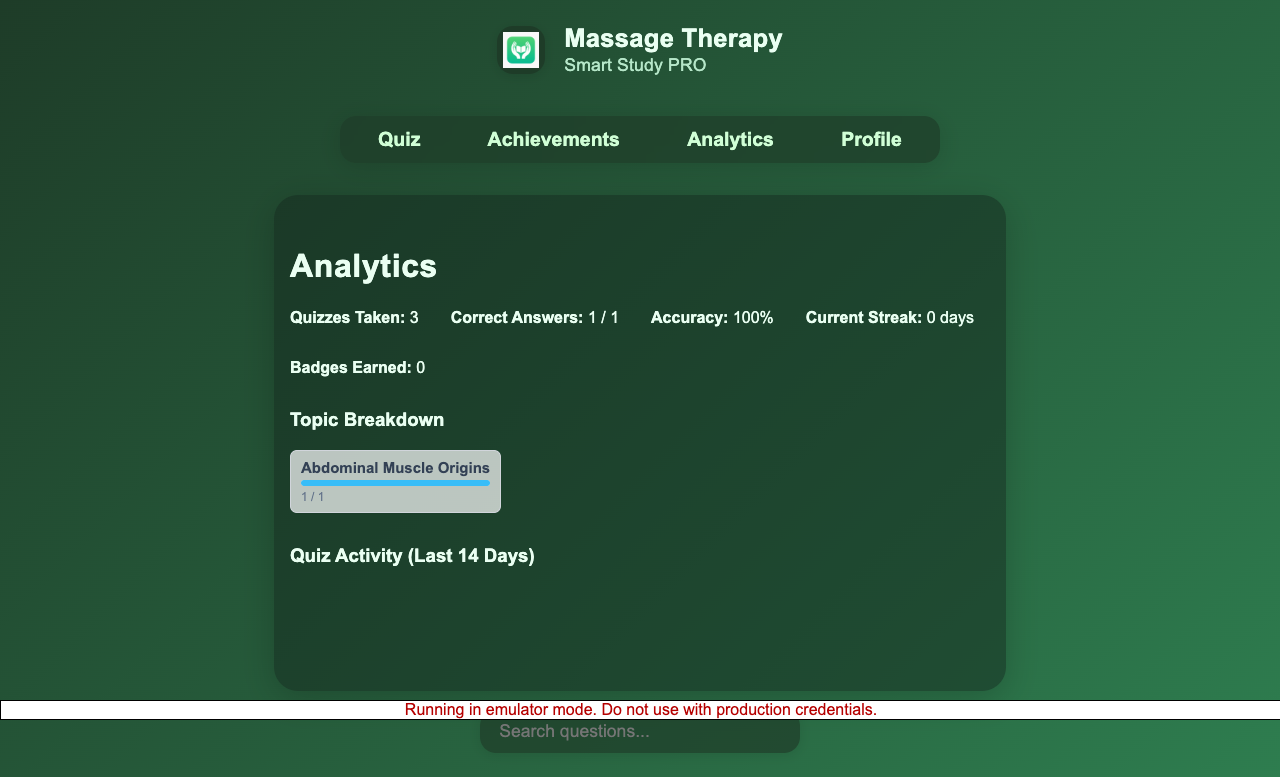 Massage Therapy
Smart Study PRO
Quiz Achievements Analytics Profile
Analytics
Quizzes Taken: 3 Correct Answers: 1 / 1 Accuracy: 100% Current Streak: 0 days
Badges Earned: 0
Topic Breakdown
Abdominal Muscle Origins
1 / 1
Quiz Activity (Last 14 Days)
Running in emulator mode. Do not use with production credentials.
Search questions...